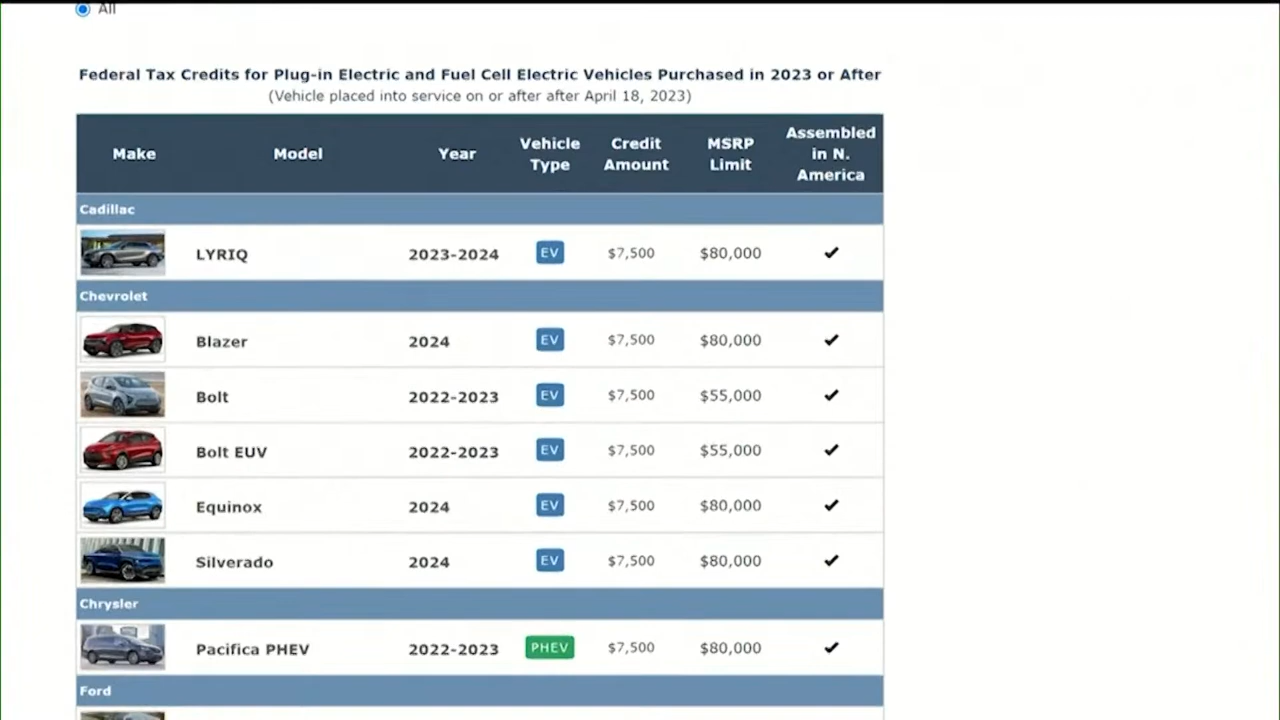 All
Federal Tax Credits for Plug-in Electric and Fuel Cell Electric Vehicles Purchased in 2023 or After
(Vehicle placed into service on or after after April 18, 2023)
Make Model Year Vehicle Type Credit Amount MSRP Limit Assembled in N. America
Cadillac
LYRIQ 2023-2024 EV $7,500 $80,000 ✔
Chevrolet
Blazer 2024 EV $7,500 $80,000 ✔
Bolt 2022-2023 EV $7,500 $55,000 ✔
Bolt EUV 2022-2023 EV $7,500 $55,000 ✔
Equinox 2024 EV $7,500 $80,000 ✔
Silverado 2024 EV $7,500 $80,000 ✔
Chrysler
Pacifica PHEV 2022-2023 PHEV $7,500 $80,000 ✔
Ford